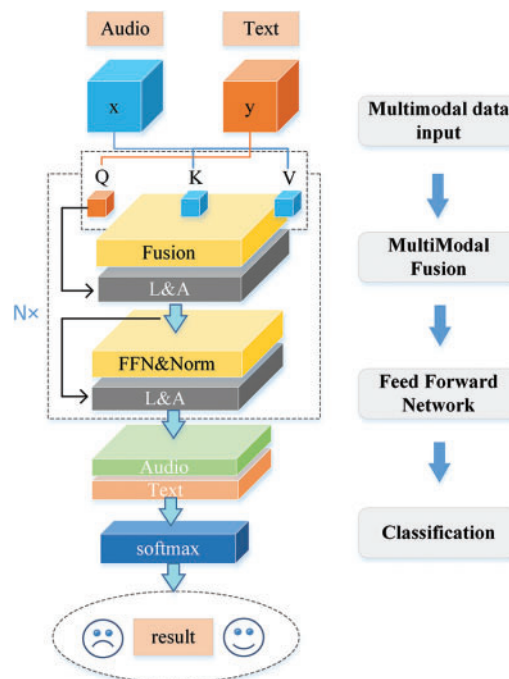 Audio
Text
x
y
Multimodal data
input
Q
K
V
Fusion
MultiModal
Fusion
L&A
N×
FFN&Norm
Feed Forward
Network
L&A
Audio
Text
Classification
softmax
result